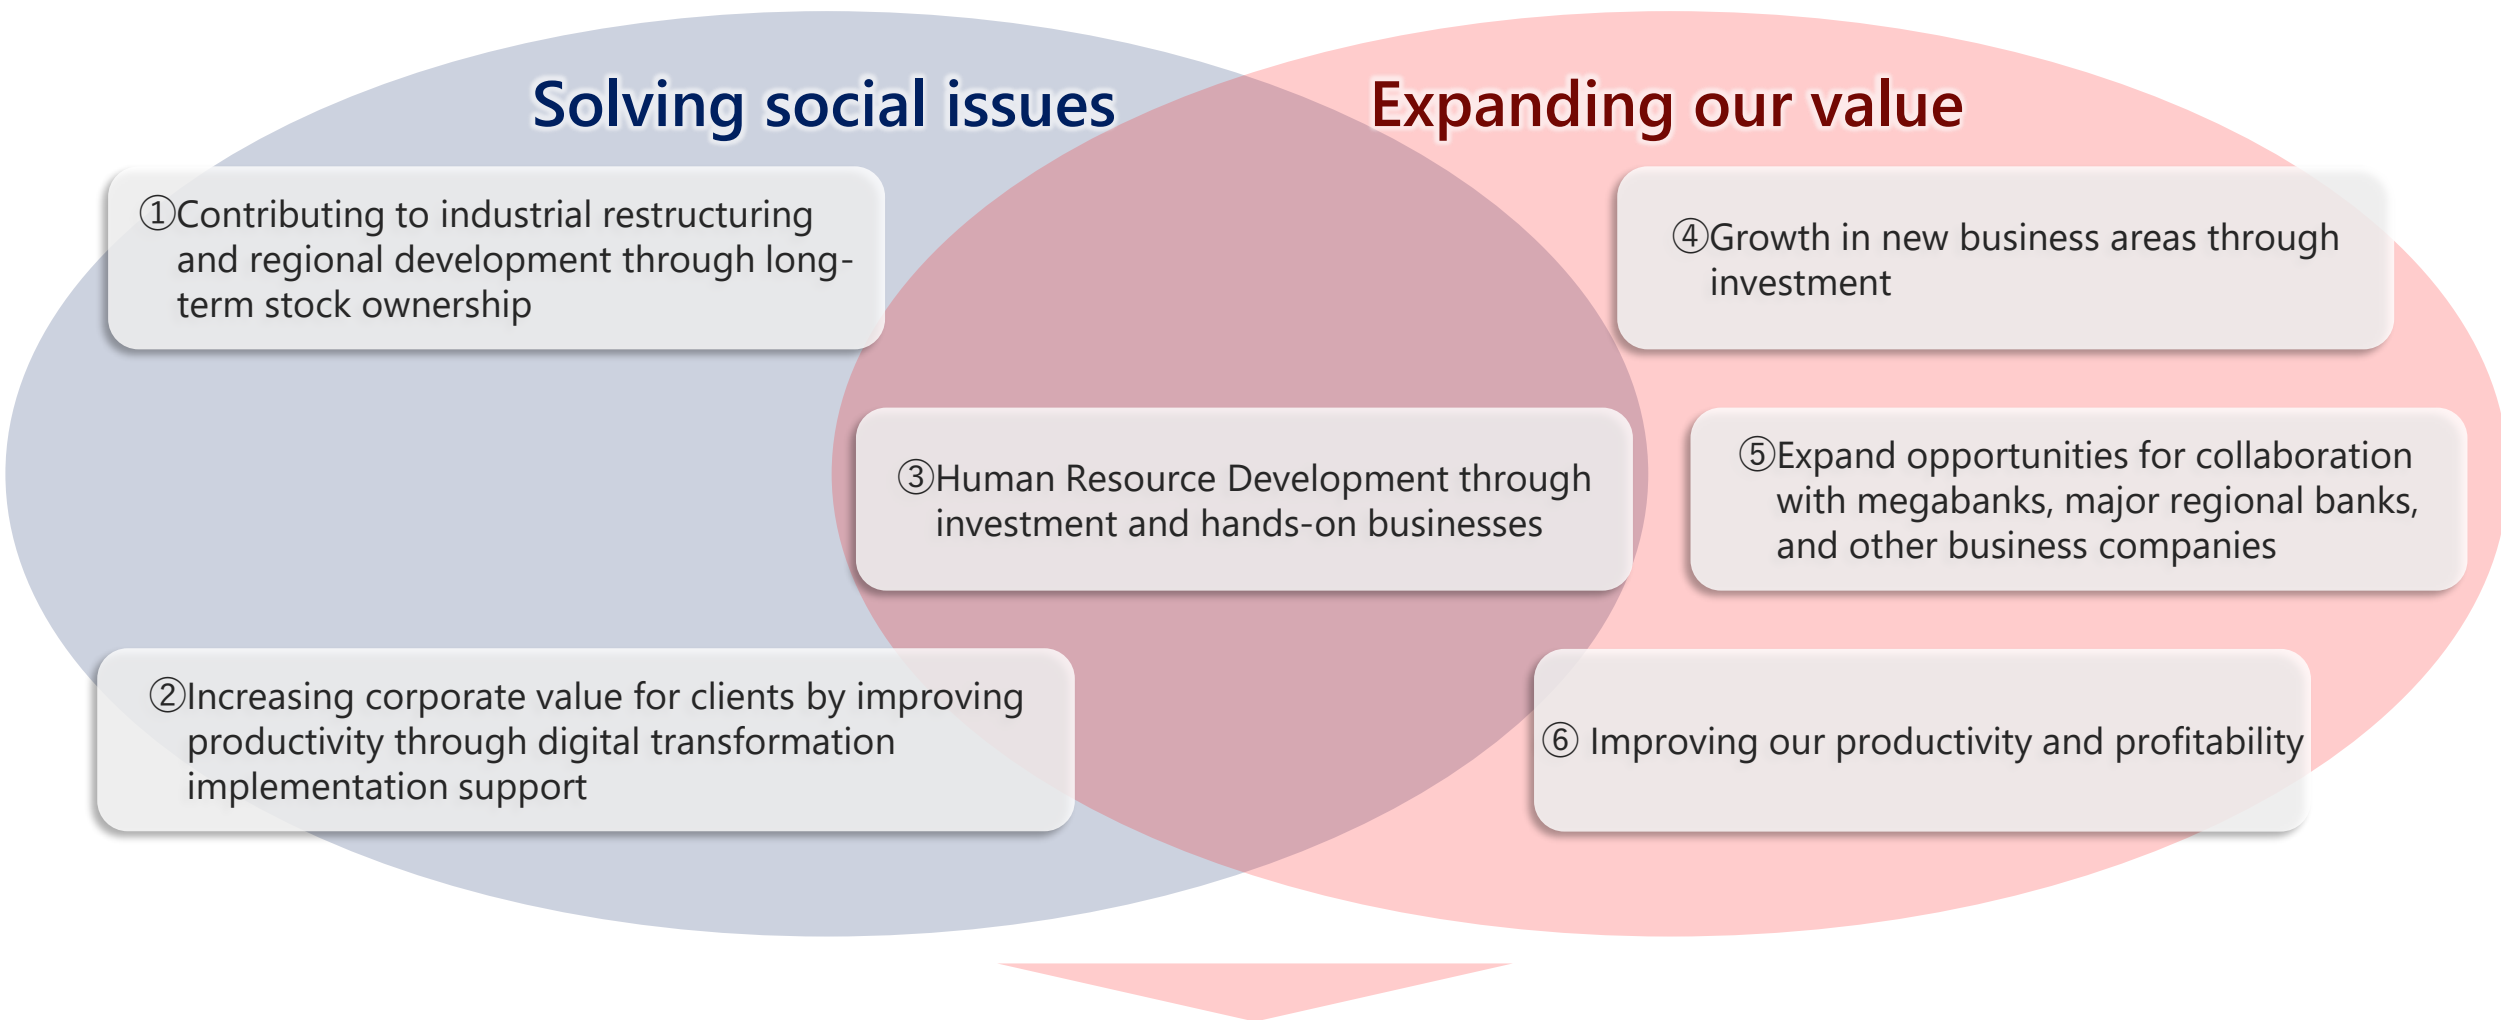 Solving social issues
Expanding our value
①Contributing to industrial restructuring
and regional development through long-
term stock ownership
②Increasing corporate value for clients by improving
productivity through digital transformation
implementation support
③Human Resource Development through
investment and hands-on businesses
④Growth in new business areas through
investment
⑤Expand opportunities for collaboration
with megabanks, major regional banks,
and other business companies
⑥ Improving our productivity and profitability